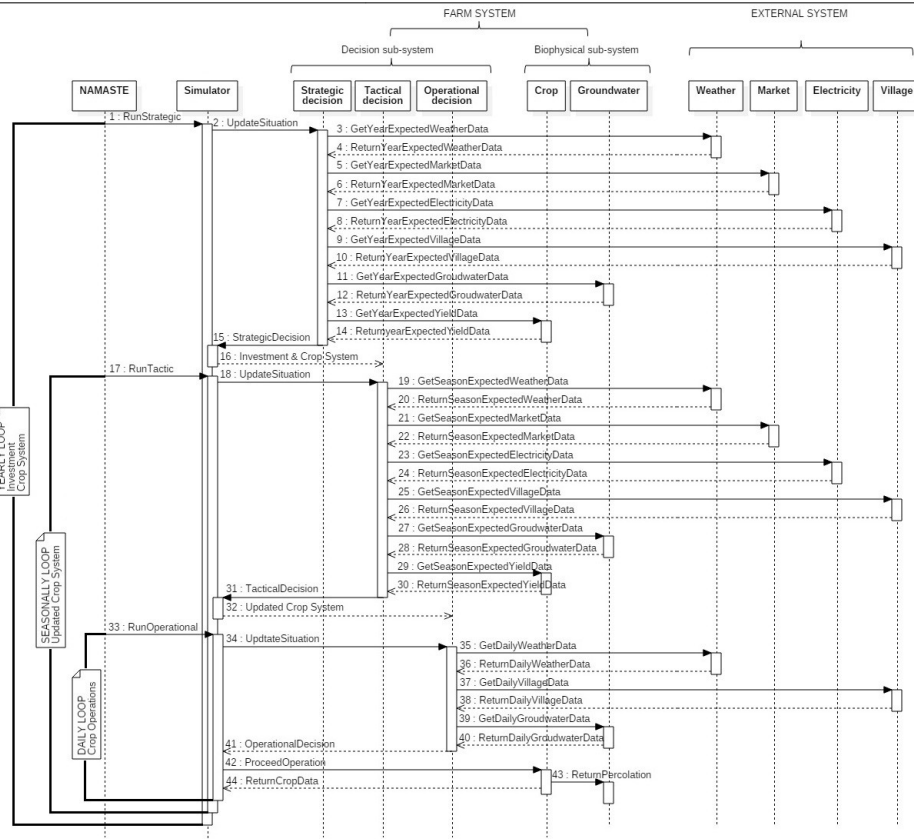 FARM SYSTEM
EXTERNAL SYSTEM
Decision sub-system
Biophysical sub-system
NAMASTE
Simulator
Strategic
decision
Tactical
decision
Operational
decision
Crop
Groundwater
Weather
Market
Electricity
Village
1 : RunStrategic
2 : UpdateSituation
3 : GetYearExpectedWeatherData
4 : ReturnYearExpectedWeatherData
5 : GetYearExpectedMarketData
6 : ReturnYearExpectedMarketData
7 : GetYearExpectedElectricityData
8 : ReturnYearExpectedElectricityData
9 : GetYearExpectedVillageData
10 : ReturnYearExpectedVillageData
11 : GetYearExpectedGroudwaterData
12 : ReturnYearExpectedGroudwaterData
13 : GetYearExpectedYieldData
14 : ReturnyearExpectedYieldData
15 : StrategicDecision
16 : Investment & Crop System
17 : RunTactic
18 : UpdateSituation
19 : GetSeasonExpectedWeatherData
20 : ReturnSeasonExpectedWeatherData
21 : GetSeasonExpectedMarketData
22 : ReturnSeasonExpectedMarketData
23 : GetSeasonExpectedElectricityData
24 : ReturnSeasonExpectedElectricityData
25 : GetSeasonExpectedVillageData
26 : ReturnSeasonExpectedVillageData
27 : GetSeasonExpectedGroudwaterData
28 : ReturnSeasonExpectedGroudwaterData
29 : GetSeasonExpectedYieldData
30 : ReturnSeasonExpectedYieldData
31 : TacticalDecision
32 : Updated Crop System
33 : RunOperational
34 : UpdtateSituation
35 : GetDailyWeatherData
36 : ReturnDailyWeatherData
37 : GetDailyVillageData
38 : ReturnDailyVillageData
39 : GetDailyGroundwaterData
40 : ReturnDailyGroudwaterData
41 : OperationalDecision
42 : ProceedOperation
43 : ReturnPercolation
44 : ReturnCropData
YEARLY LOOP
Investment
Crop System
SEASONALLY LOOP
Updated Crop System
DAILY LOOP
Crop Operations